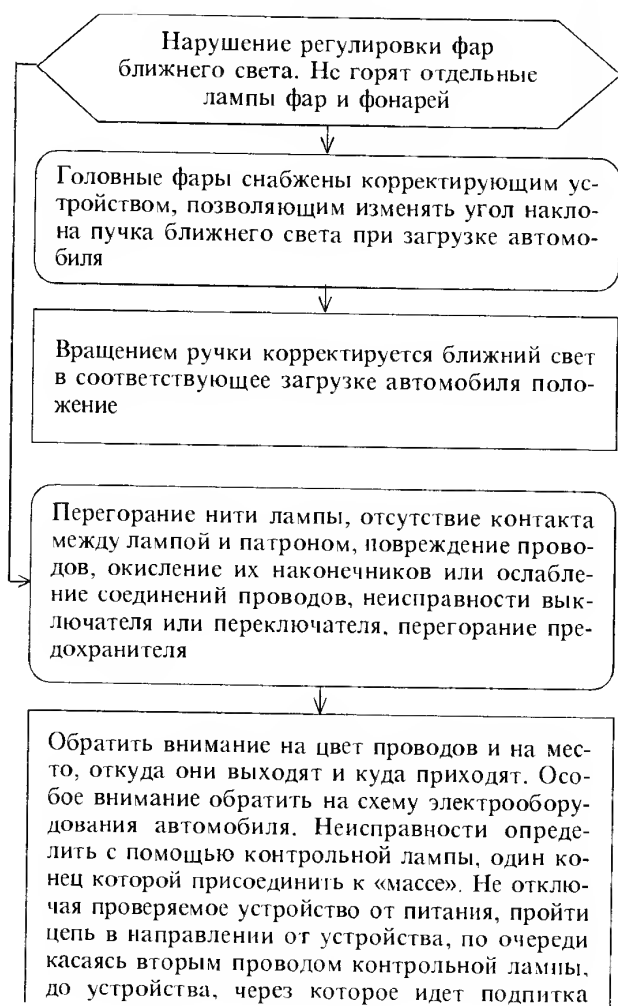 Нарушение регулировки фар
ближнего света. Не горят отдельные
лампы фар и фонарей
Головные фары снабжены корректирующим ус-
тройством, позволяющим изменять угол накло-
на пучка ближнего света при загрузке автомо-
биля
Вращением ручки корректируется ближний свет
в соответствующее загрузке автомобиля поло-
жение
Перегорание нити лампы, отсутствие контакта
между лампой и патроном, повреждение прово-
дов, окисление их наконечников или ослабле-
ние соединений проводов, неисправности вык-
лючателя или переключателя, перегорание пре-
дохранителя
Обратить внимание на цвет проводов и на мес-
то, откуда они выходят и куда приходят. Осо-
бое внимание обратить на схему электрообору-
дования автомобиля. Неисправности опреде-
лить с помощью контрольной лампы, один ко-
нец которой присоединить к «массе». Не отклю-
чая проверяемое устройство от питания, пройти
цепь в направлении от устройства, по очереди
касаясь вторым проводом контрольной лампы,
до устройства, через которое идет подпитка